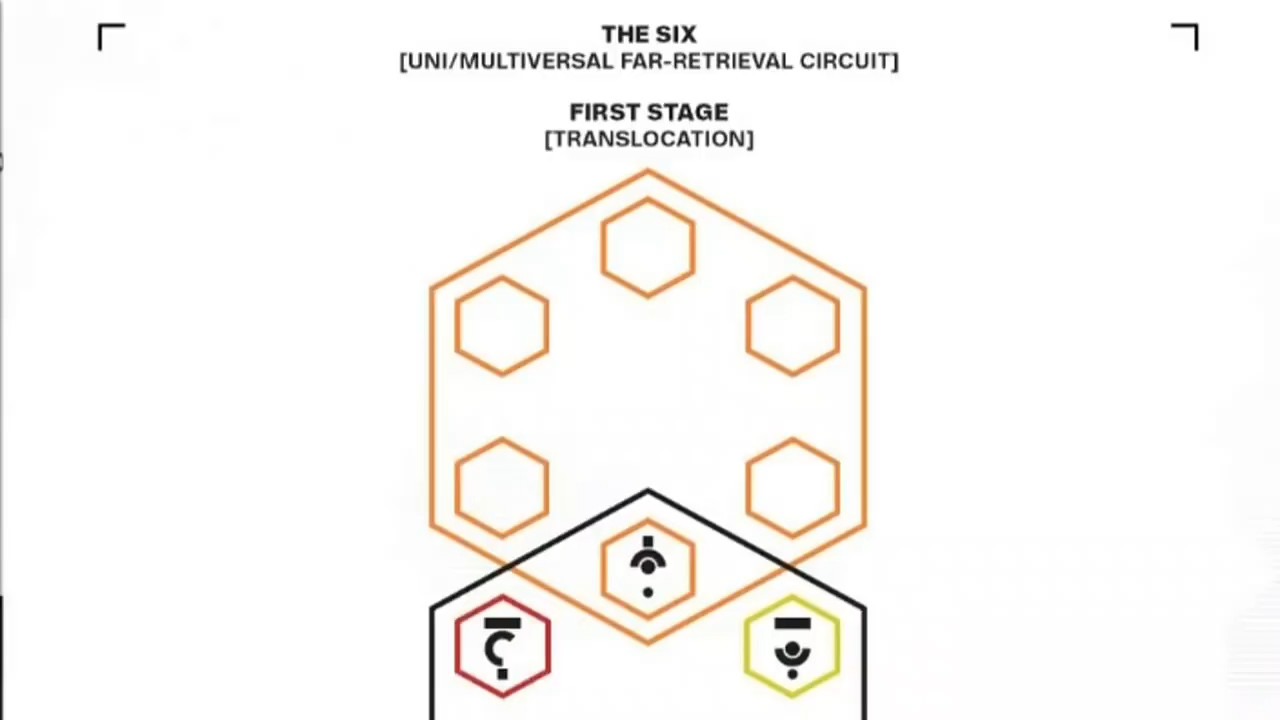 THE SIX
[UNI/MULTIVERSAL FAR-RETRIEVAL CIRCUIT]
FIRST STAGE
[TRANSLOCATION]